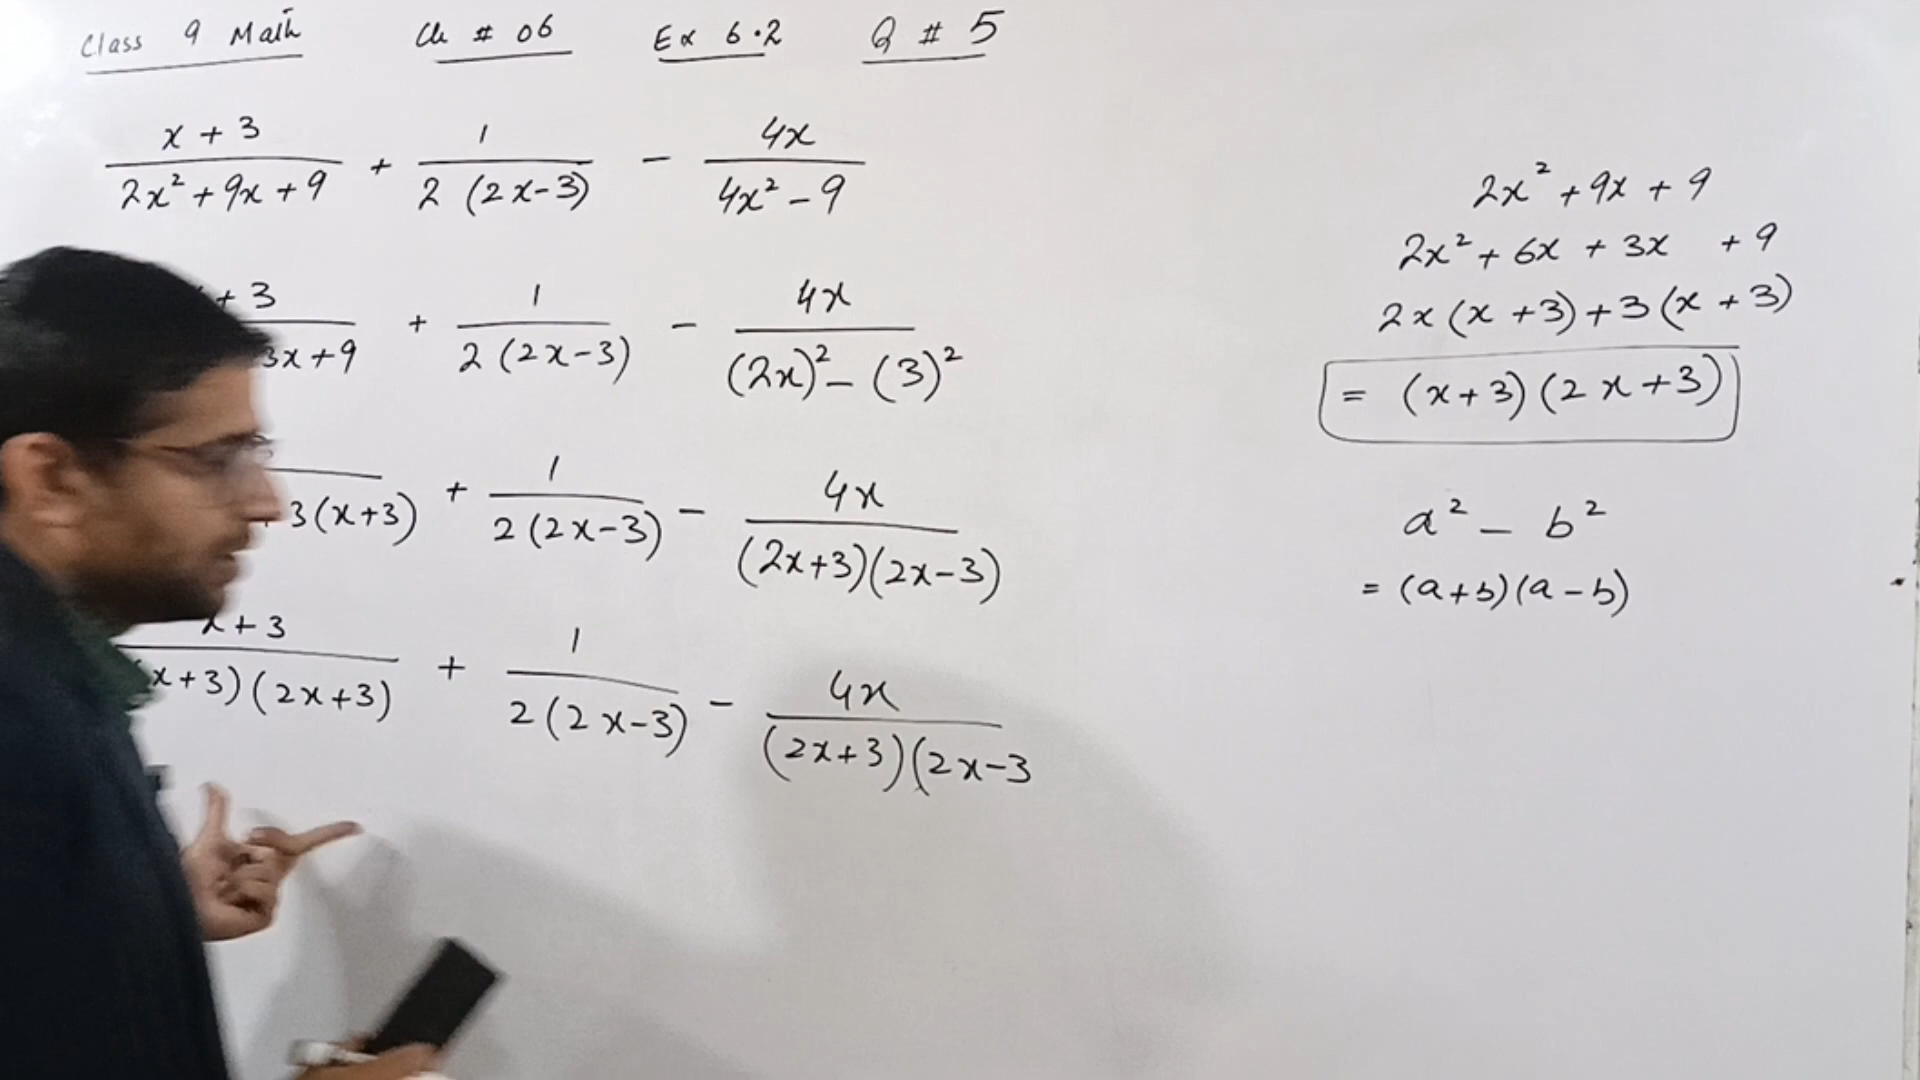 Class 9 Math Ch # 06 Ex 6.2 Q # 5
x + 3 1 4x
+ -
2x² + 9x + 9 2 (2x-3) 4x² - 9
+ 3 1 4x
+ -
3x + 9 2 (2x-3) (2x)² - (3)²
1 4x
+ -
3(x+3) 2 (2x-3) (2x+3)(2x-3)
x + 3 1 4x
+ -
x+3)(2x+3) 2 (2x-3) (2x+3)(2x-3
2x² + 9x + 9
2x² + 6x + 3x + 9
2x (x + 3) + 3 (x + 3)
= (x+3) (2x+3)
a² - b²
= (a+b)(a-b)